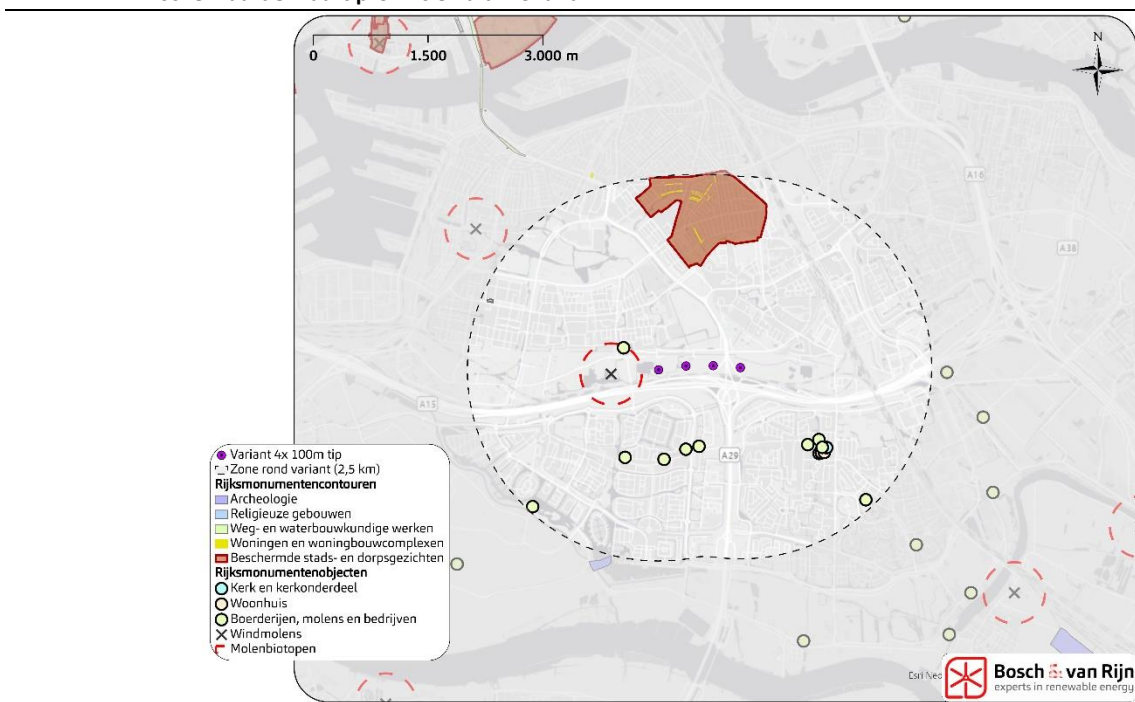 N
0 1.500 3.000 m
A16
A38
A15
A29
Variant 4x 100m tip
Zone rond variant (2,5 km)
Rijksmonumentencontouren
Archeologie
Religieuze gebouwen
Weg- en waterbouwkundige werken
Woningen en woningbouwcomplexen
Beschermde stads- en dorpsgezichten
Rijksmonumentenobjecten
Kerk en kerkonderdeel
Woonhuis
Boerderijen, molens en bedrijven
Windmolens
Molenbiotopen
Esri Ned
Bosch & van Rijn
experts in renewable energy